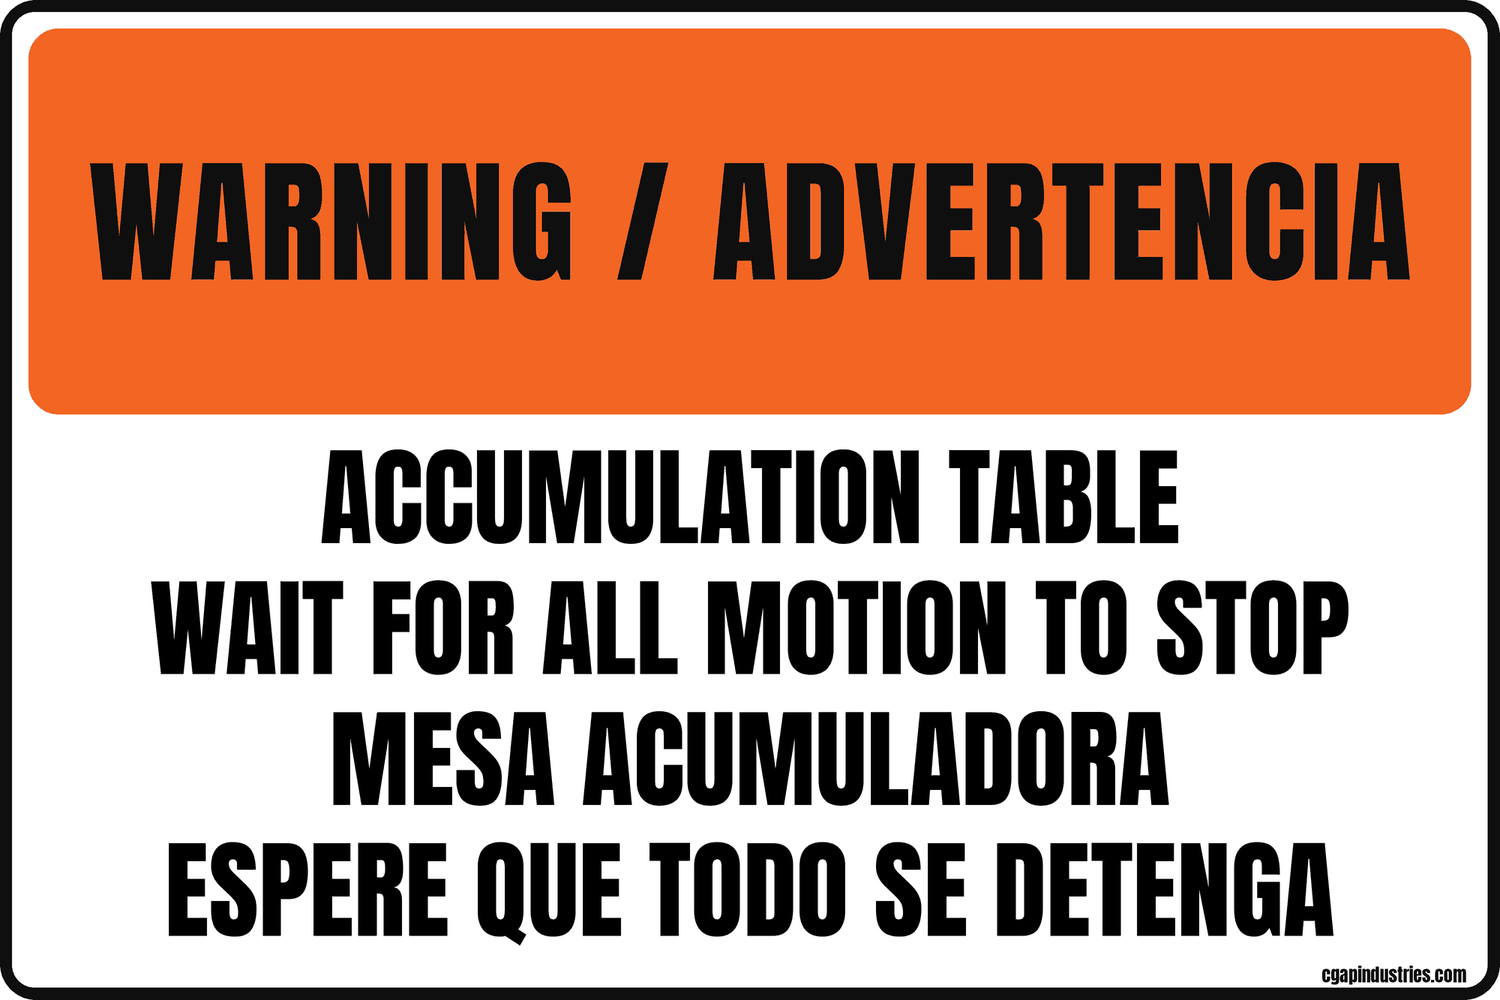 WARNING / ADVERTENCIA
ACCUMULATION TABLE
WAIT FOR ALL MOTION TO STOP
MESA ACUMULADORA
ESPERE QUE TODO SE DETENGA
cgapindustries.com